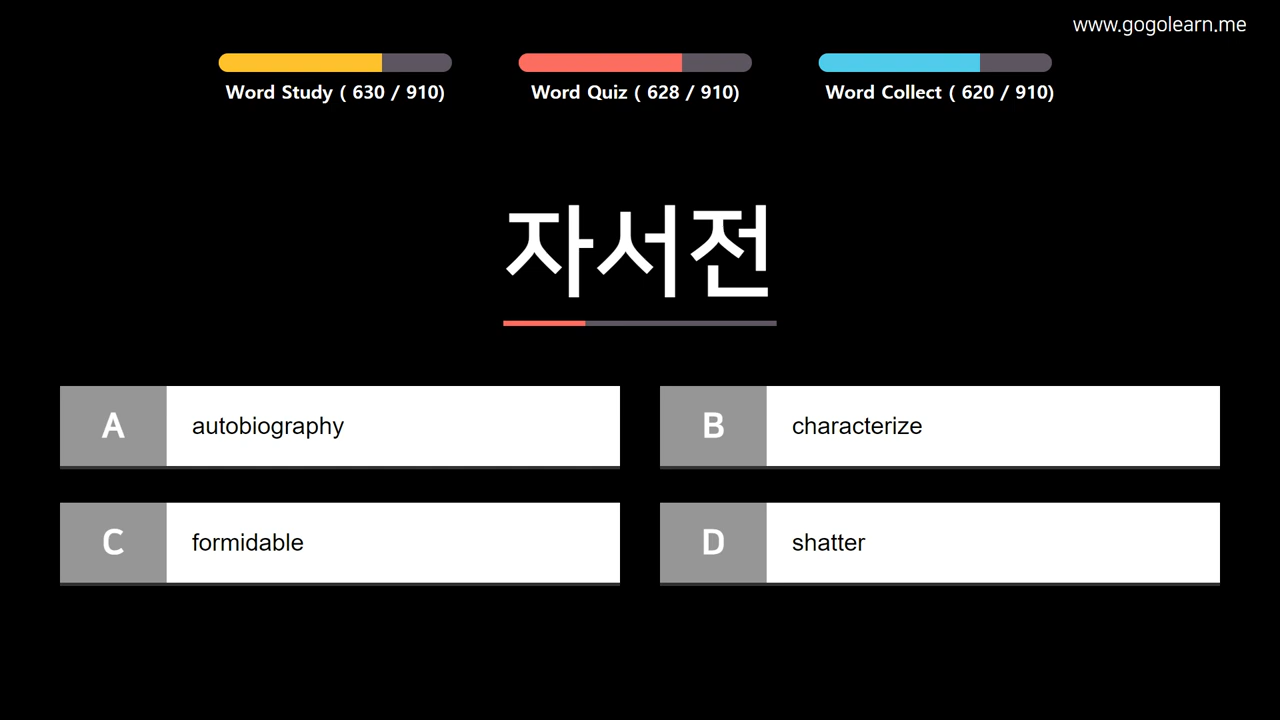 www.gogolearn.me
Word Study ( 630 / 910)
Word Quiz ( 628 / 910)
Word Collect ( 620 / 910)
자서전
A autobiography
B characterize
C formidable
D shatter